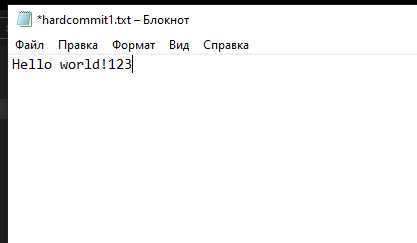 *hardcommit1.txt – Блокнот
Файл Правка Формат Вид Справка
Hello world!123